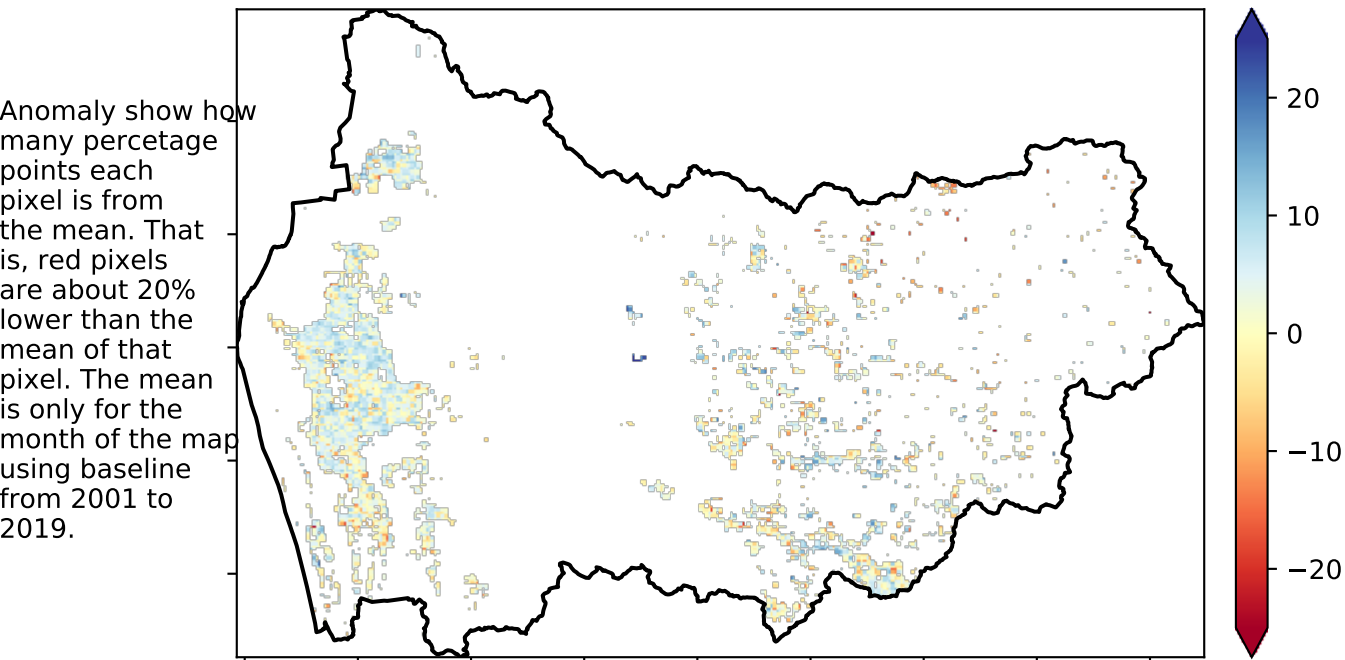 Anomaly show how
many percetage
points each
pixel is from
the mean. That
is, red pixels
are about 20%
lower than the
mean of that
pixel. The mean
is only for the
month of the map
using baseline
from 2001 to
2019.
20
10
0
−10
−20